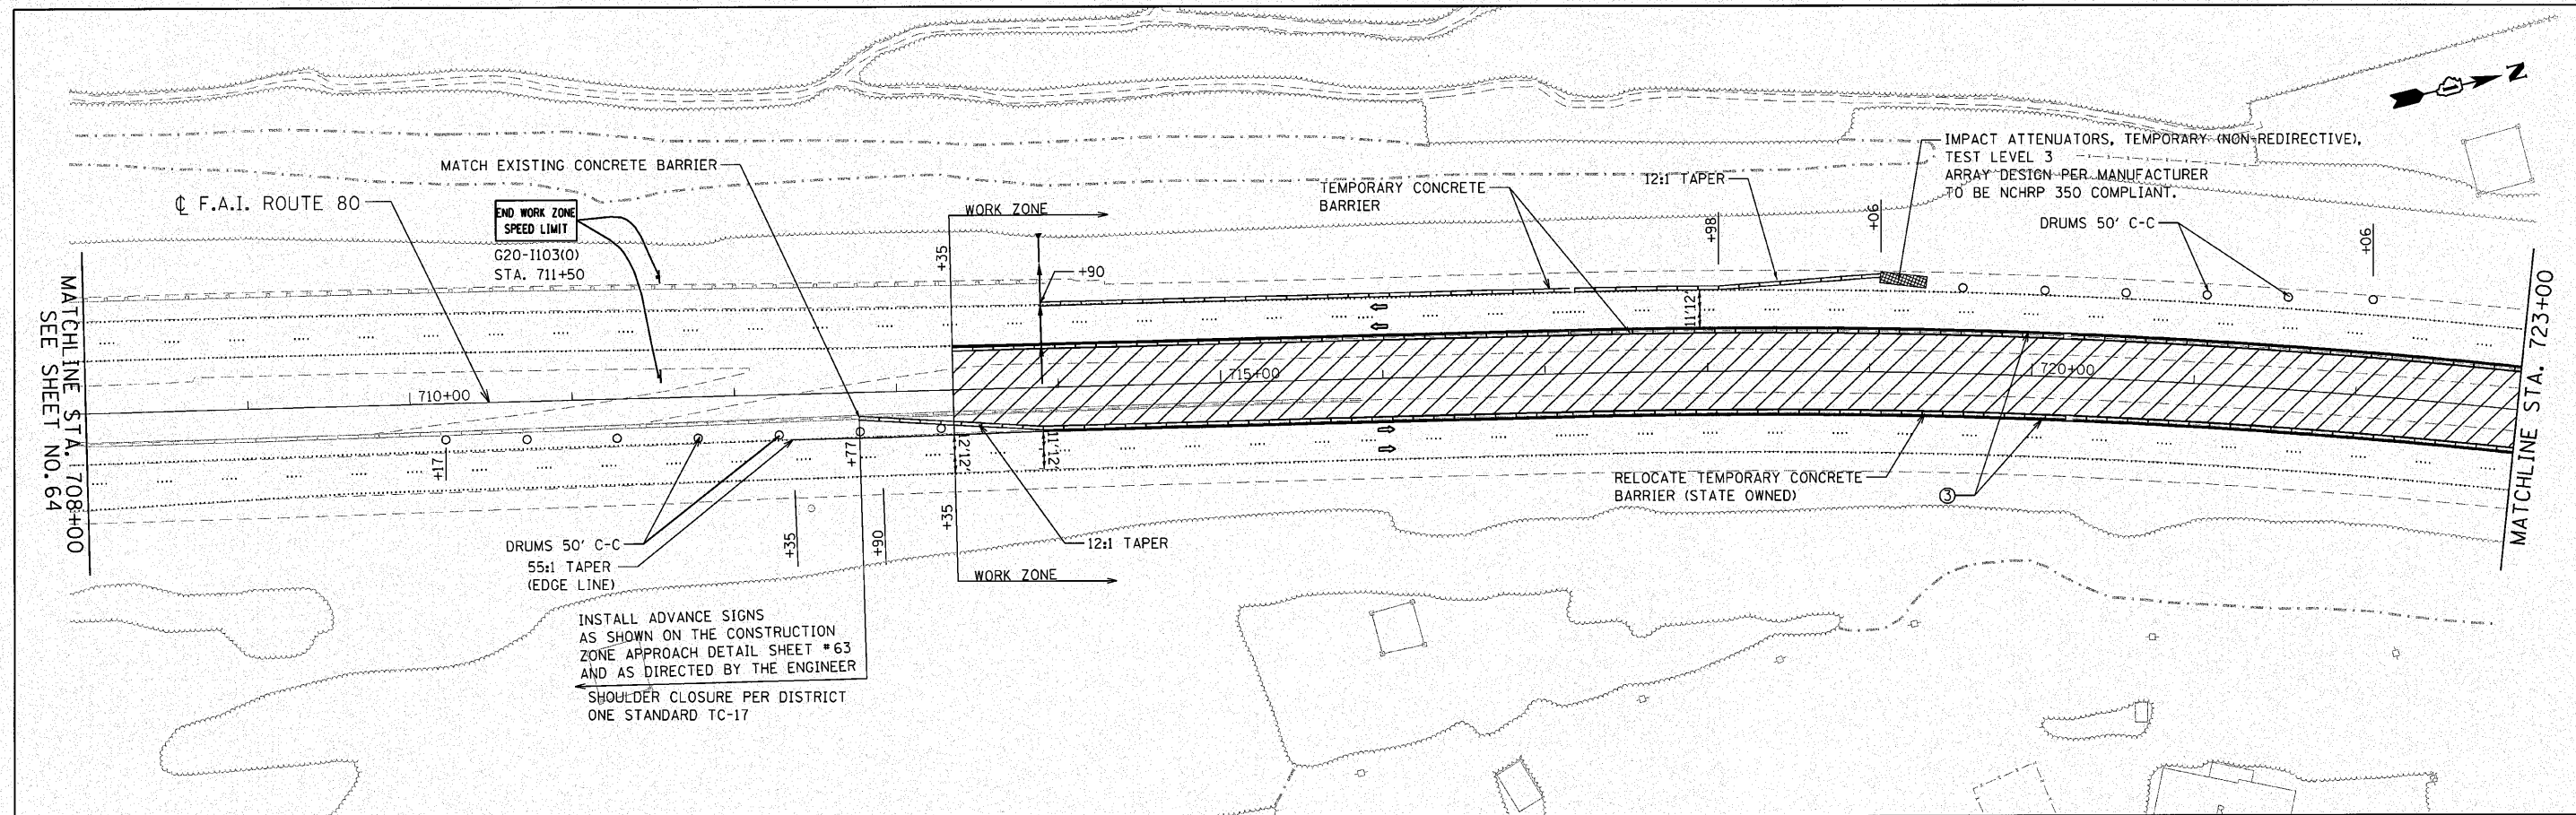 N
IMPACT ATTENUATORS, TEMPORARY (NON-REDIRECTIVE),
TEST LEVEL 3
ARRAY DESIGN PER MANUFACTURER
TO BE NCHRP 350 COMPLIANT.
MATCH EXISTING CONCRETE BARRIER
12:1 TAPER
TEMPORARY CONCRETE
BARRIER
℄ F.A.I. ROUTE 80
END WORK ZONE
SPEED LIMIT
G20-I103(0)
STA. 711+50
WORK ZONE
+35
+90
+98
+06
DRUMS 50' C-C
+06
MATCHLINE STA. 708+00
SEE SHEET NO. 64
MATCHLINE STA. 723+00
11'
12'
710+00
715+00
720+00
+17
+77
2'
12'
11'
12'
+35
+90
+35
RELOCATE TEMPORARY CONCRETE
BARRIER (STATE OWNED)
3
DRUMS 50' C-C
55:1 TAPER
(EDGE LINE)
12:1 TAPER
WORK ZONE
INSTALL ADVANCE SIGNS
AS SHOWN ON THE CONSTRUCTION
ZONE APPROACH DETAIL SHEET #63
AND AS DIRECTED BY THE ENGINEER
SHOULDER CLOSURE PER DISTRICT
ONE STANDARD TC-17
R